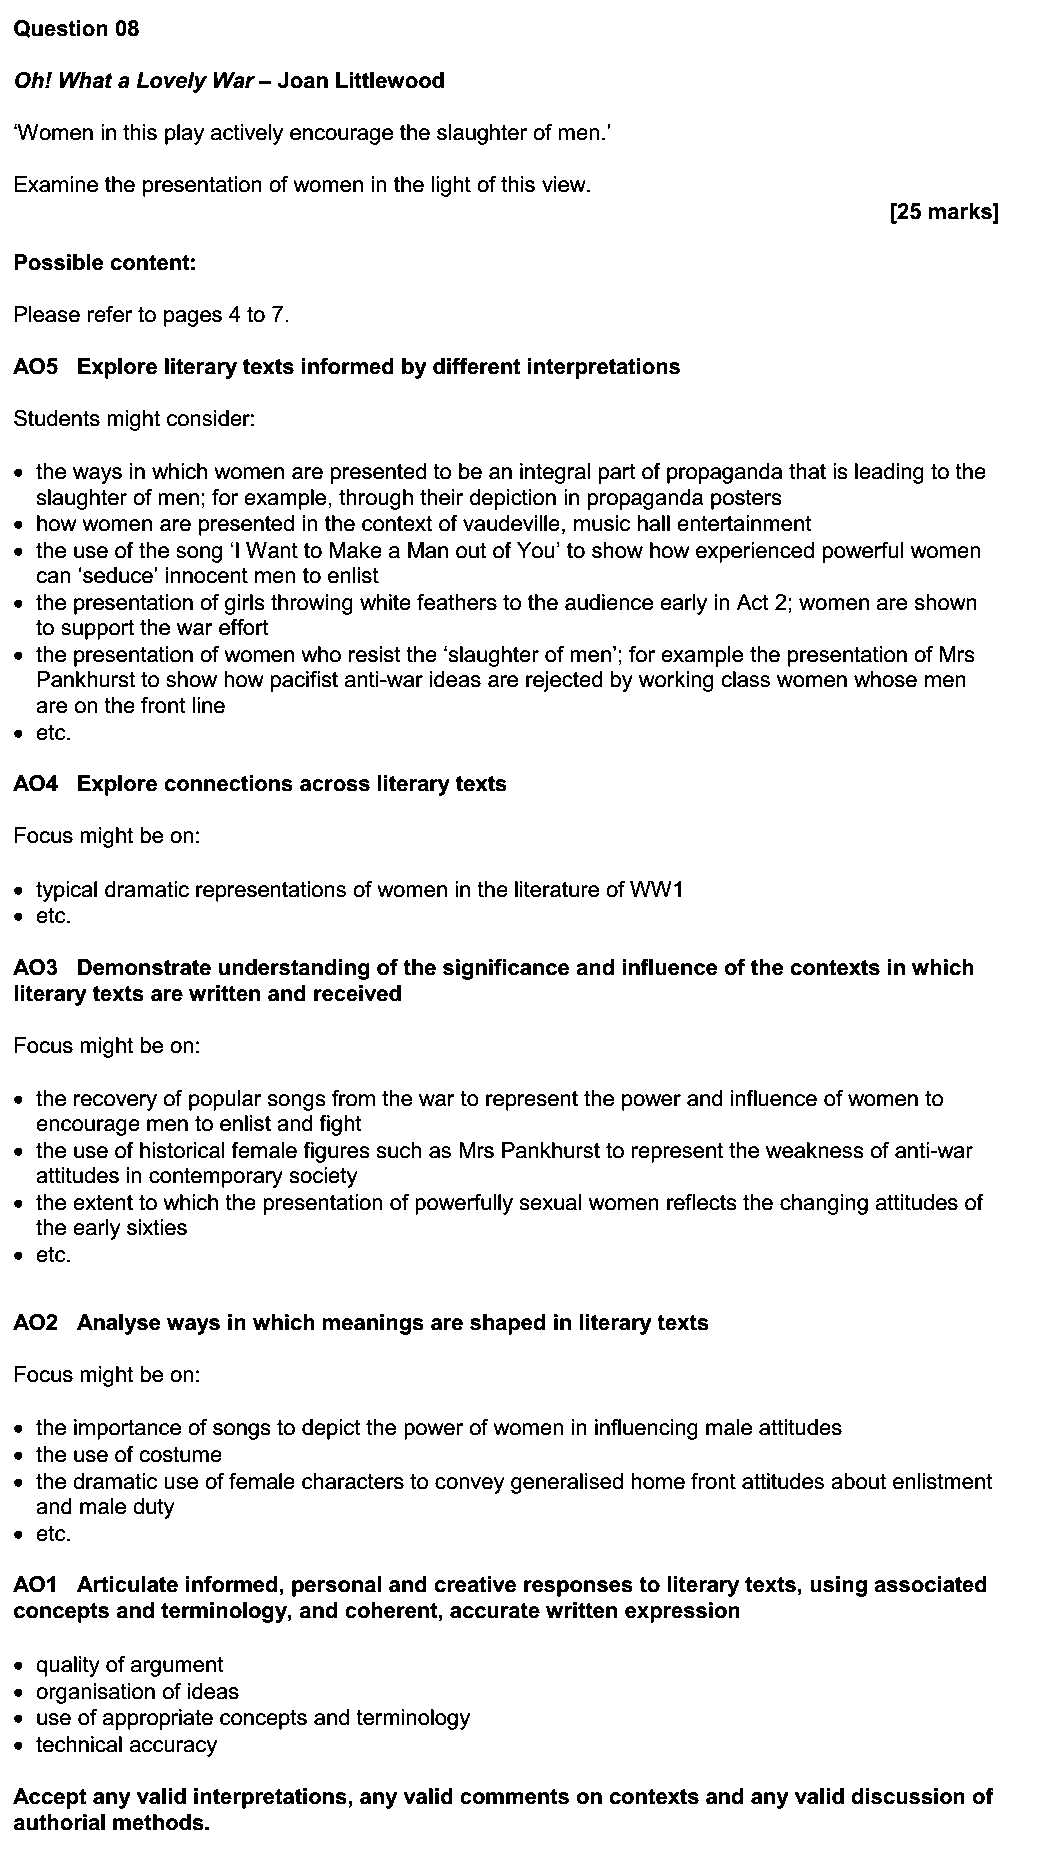 Question 08
Oh! What a Lovely War – Joan Littlewood
‘Women in this play actively encourage the slaughter of men.’
Examine the presentation of women in the light of this view.
[25 marks]
Possible content:
Please refer to pages 4 to 7.
AO5 Explore literary texts informed by different interpretations
Students might consider:
• the ways in which women are presented to be an integral part of propaganda that is leading to the
slaughter of men; for example, through their depiction in propaganda posters
• how women are presented in the context of vaudeville, music hall entertainment
• the use of the song ‘I Want to Make a Man out of You’ to show how experienced powerful women
can ‘seduce’ innocent men to enlist
• the presentation of girls throwing white feathers to the audience early in Act 2; women are shown
to support the war effort
• the presentation of women who resist the ‘slaughter of men’; for example the presentation of Mrs
Pankhurst to show how pacifist anti-war ideas are rejected by working class women whose men
are on the front line
• etc.
AO4 Explore connections across literary texts
Focus might be on:
• typical dramatic representations of women in the literature of WW1
• etc.
AO3 Demonstrate understanding of the significance and influence of the contexts in which
literary texts are written and received
Focus might be on:
• the recovery of popular songs from the war to represent the power and influence of women to
encourage men to enlist and fight
• the use of historical female figures such as Mrs Pankhurst to represent the weakness of anti-war
attitudes in contemporary society
• the extent to which the presentation of powerfully sexual women reflects the changing attitudes of
the early sixties
• etc.
AO2 Analyse ways in which meanings are shaped in literary texts
Focus might be on:
• the importance of songs to depict the power of women in influencing male attitudes
• the use of costume
• the dramatic use of female characters to convey generalised home front attitudes about enlistment
and male duty
• etc.
AO1 Articulate informed, personal and creative responses to literary texts, using associated
concepts and terminology, and coherent, accurate written expression
• quality of argument
• organisation of ideas
• use of appropriate concepts and terminology
• technical accuracy
Accept any valid interpretations, any valid comments on contexts and any valid discussion of
authorial methods.